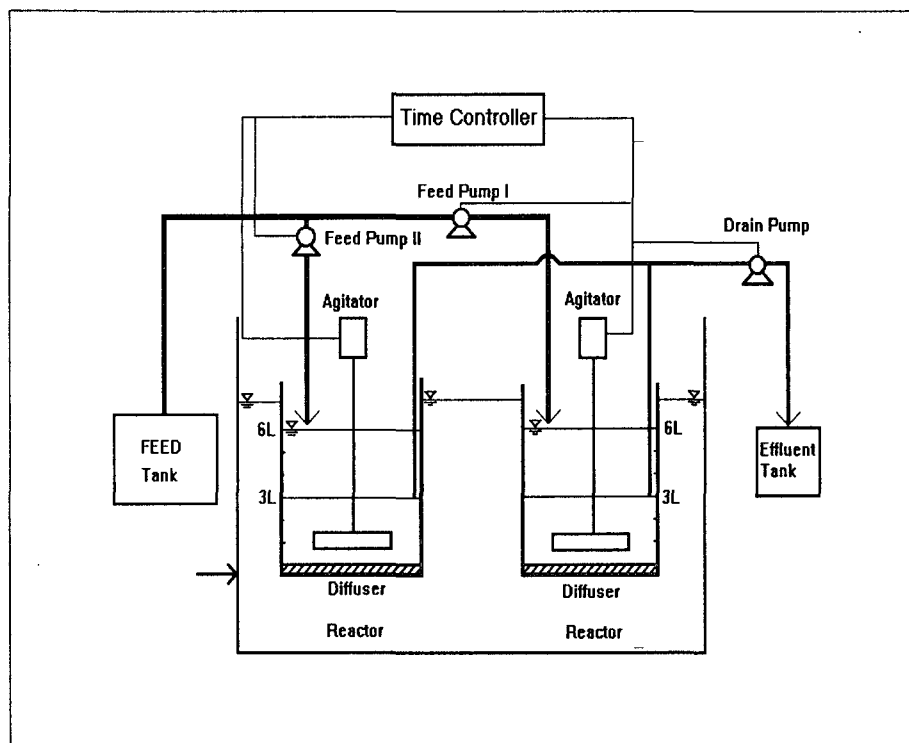 Time Controller
Feed Pump I
Feed Pump II
Drain Pump
Agitator
Agitator
6L
6L
FEED
Tank
Effluent
Tank
3L
3L
Diffuser
Diffuser
Reactor
Reactor